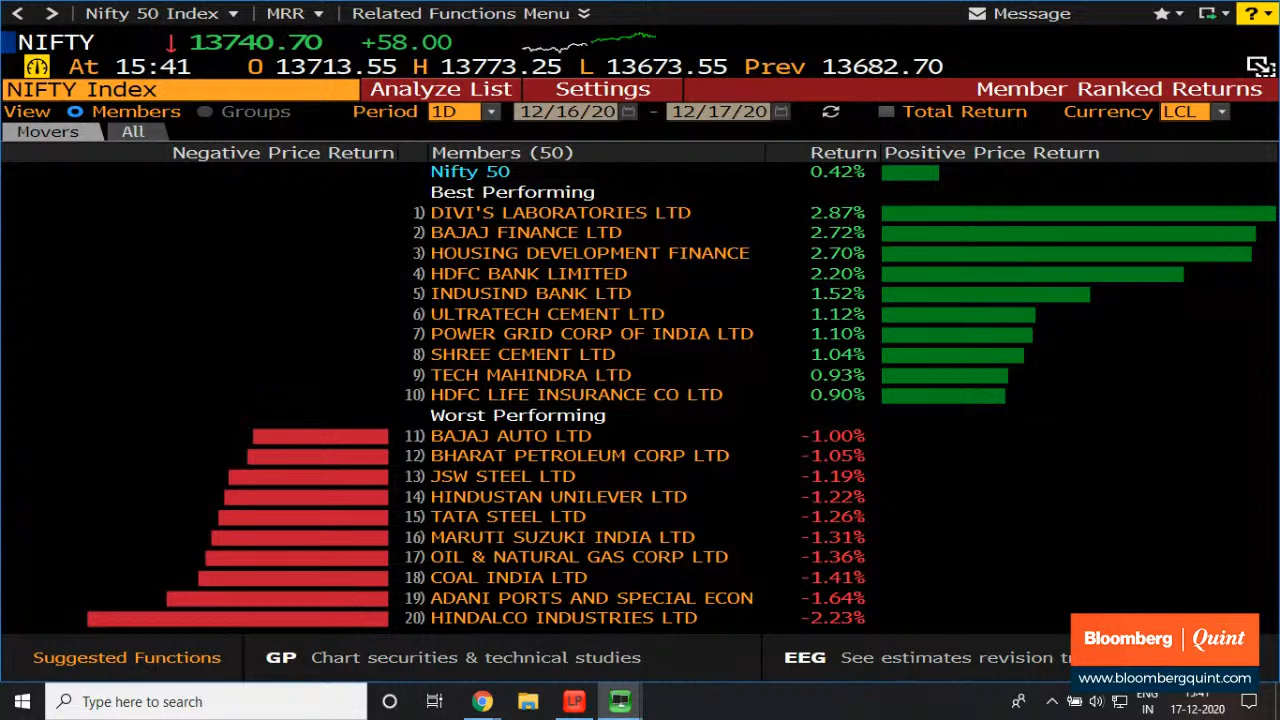 Nifty 50 Index MRR Related Functions Menu Message ?
NIFTY 13740.70 +58.00
At 15:41 O 13713.55 H 13773.25 L 13673.55 Prev 13682.70
NIFTY Index Analyze List Settings Member Ranked Returns
View Members Groups Period 1D 12/16/20 - 12/17/20 Total Return Currency LCL
Movers All
Negative Price Return Members (50) Return Positive Price Return
Nifty 50 0.42%
Best Performing
1) DIVI'S LABORATORIES LTD 2.87%
2) BAJAJ FINANCE LTD 2.72%
3) HOUSING DEVELOPMENT FINANCE 2.70%
4) HDFC BANK LIMITED 2.20%
5) INDUSIND BANK LTD 1.52%
6) ULTRATECH CEMENT LTD 1.12%
7) POWER GRID CORP OF INDIA LTD 1.10%
8) SHREE CEMENT LTD 1.04%
9) TECH MAHINDRA LTD 0.93%
10) HDFC LIFE INSURANCE CO LTD 0.90%
Worst Performing
11) BAJAJ AUTO LTD -1.00%
12) BHARAT PETROLEUM CORP LTD -1.05%
13) JSW STEEL LTD -1.19%
14) HINDUSTAN UNILEVER LTD -1.22%
15) TATA STEEL LTD -1.26%
16) MARUTI SUZUKI INDIA LTD -1.31%
17) OIL & NATURAL GAS CORP LTD -1.36%
18) COAL INDIA LTD -1.41%
19) ADANI PORTS AND SPECIAL ECON -1.64%
20) HINDALCO INDUSTRIES LTD -2.23%
Suggested Functions GP Chart securities & technical studies EEG See estimates revision
Bloomberg | Quint
www.bloombergquint.com
Type here to search LP
ENG 15:41
IN 17-12-2020